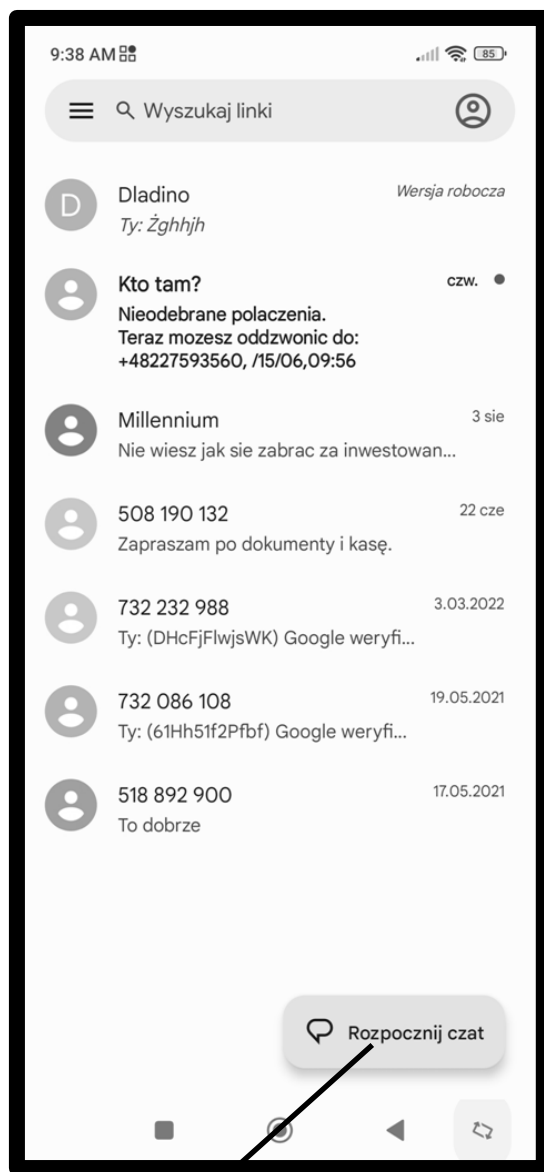 9:38 AM
85
Wyszukaj linki
D
Dladino
Wersja robocza
Ty: Żghhjh
Kto tam?
czw.
Nieodebrane polaczenia.
Teraz mozesz oddzwonic do:
+48227593560, /15/06,09:56
Millennium
3 sie
Nie wiesz jak sie zabrac za inwestowan...
508 190 132
22 cze
Zapraszam po dokumenty i kasę.
732 232 988
3.03.2022
Ty: (DHcFjFlwjsWK) Google weryfi...
732 086 108
19.05.2021
Ty: (61Hh51f2Pfbf) Google weryfi...
518 892 900
17.05.2021
To dobrze
Rozpocznij czat